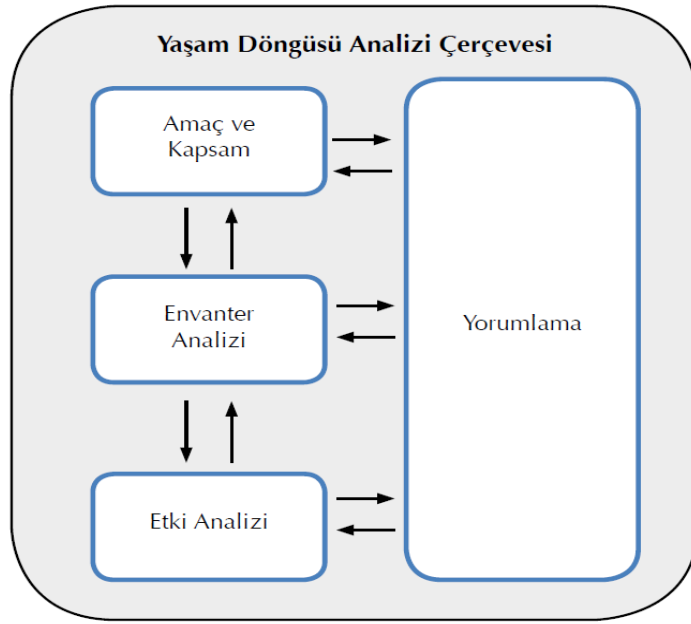 Yaşam Döngüsü Analizi Çerçevesi
Amaç ve
Kapsam
Envanter
Analizi
Yorumlama
Etki Analizi